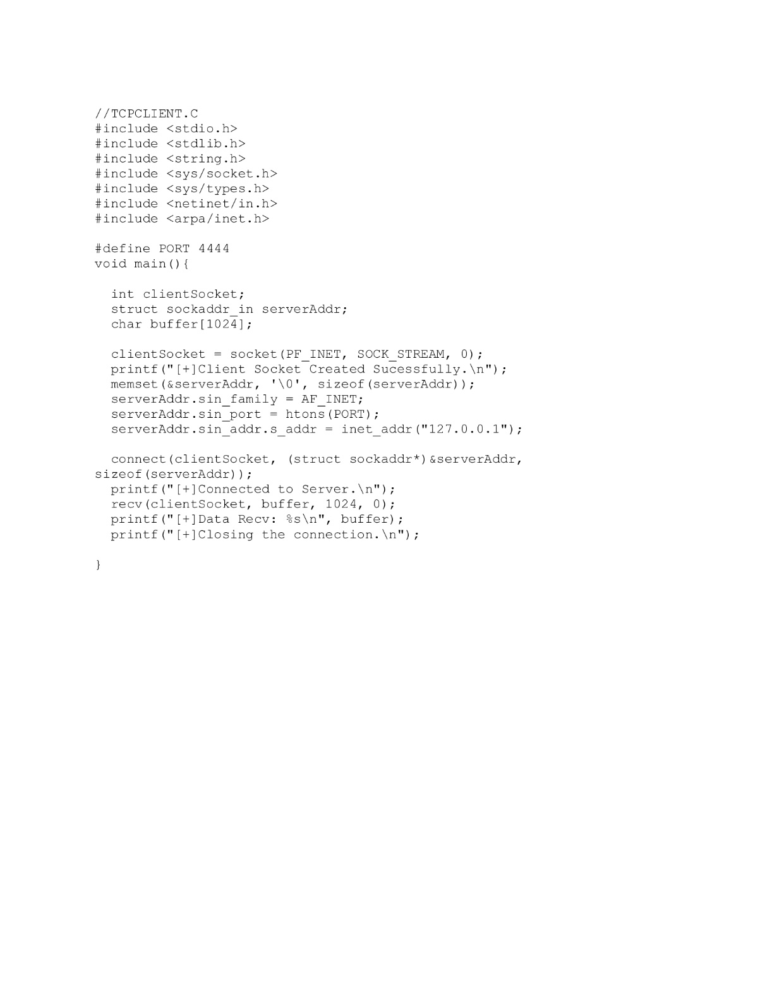 //TCPCLIENT.C
#include <stdio.h>
#include <stdlib.h>
#include <string.h>
#include <sys/socket.h>
#include <sys/types.h>
#include <netinet/in.h>
#include <arpa/inet.h>

#define PORT 4444
void main(){

  int clientSocket;
  struct sockaddr_in serverAddr;
  char buffer[1024];

  clientSocket = socket(PF_INET, SOCK_STREAM, 0);
  printf("[+]Client Socket Created Sucessfully.\n");
  memset(&serverAddr, '\0', sizeof(serverAddr));
  serverAddr.sin_family = AF_INET;
  serverAddr.sin_port = htons(PORT);
  serverAddr.sin_addr.s_addr = inet_addr("127.0.0.1");

  connect(clientSocket, (struct sockaddr*)&serverAddr,
sizeof(serverAddr));
  printf("[+]Connected to Server.\n");
  recv(clientSocket, buffer, 1024, 0);
  printf("[+]Data Recv: %s\n", buffer);
  printf("[+]Closing the connection.\n");

}